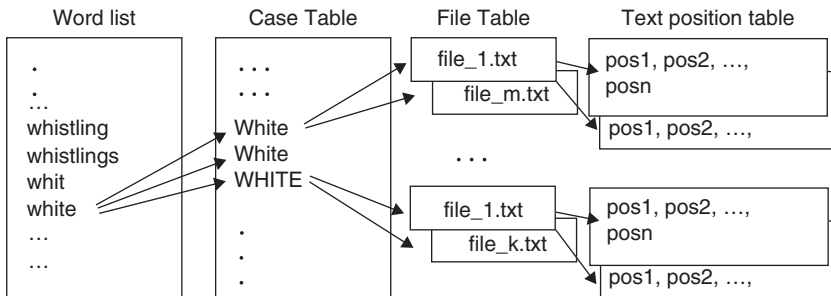 Word list
.
.
...
whistling
whistlings
whit
white
...
...
Case Table
...
...
White
White
WHITE
.
.
.
File Table
file_1.txt
file_m.txt
...
file_1.txt
file_k.txt
Text position table
pos1, pos2, ...,
posn
pos1, pos2, ...,
pos1, pos2, ...,
posn
pos1, pos2, ...,